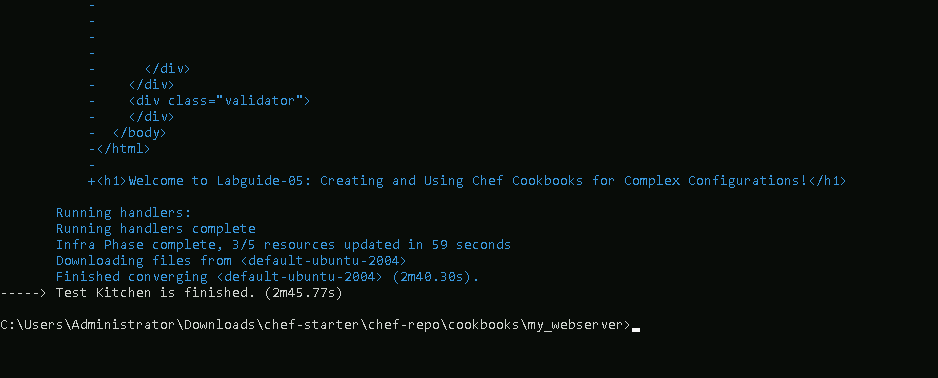 -
-
-
-
-      </div>
-    </div>
-    <div class="validator">
-    </div>
-  </body>
-</html>
-
+<h1>Welcome to Labguide-05: Creating and Using Chef Cookbooks for Complex Configurations!</h1>
Running handlers:
Running handlers complete
Infra Phase complete, 3/5 resources updated in 59 seconds
Downloading files from <default-ubuntu-2004>
Finished converging <default-ubuntu-2004> (2m40.30s).
-----> Test Kitchen is finished. (2m45.77s)
C:\Users\Administrator\Downloads\chef-starter\chef-repo\cookbooks\my_webserver>